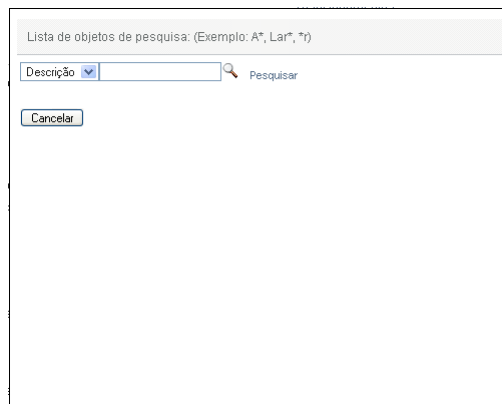 Lista de objetos de pesquisa: (Exemplo: A*, Lar*, *r)
Descrição Pesquisar
Cancelar